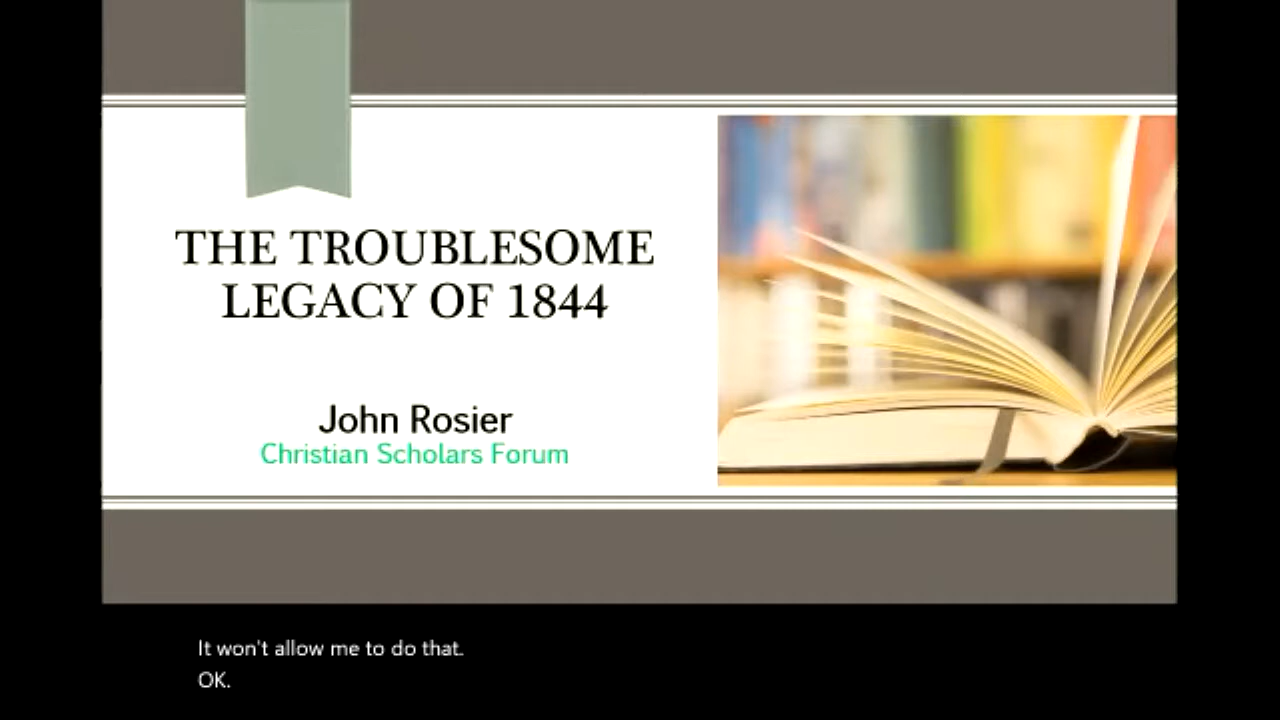 THE TROUBLESOME
LEGACY OF 1844
John Rosier
Christian Scholars Forum
It won't allow me to do that.
OK.